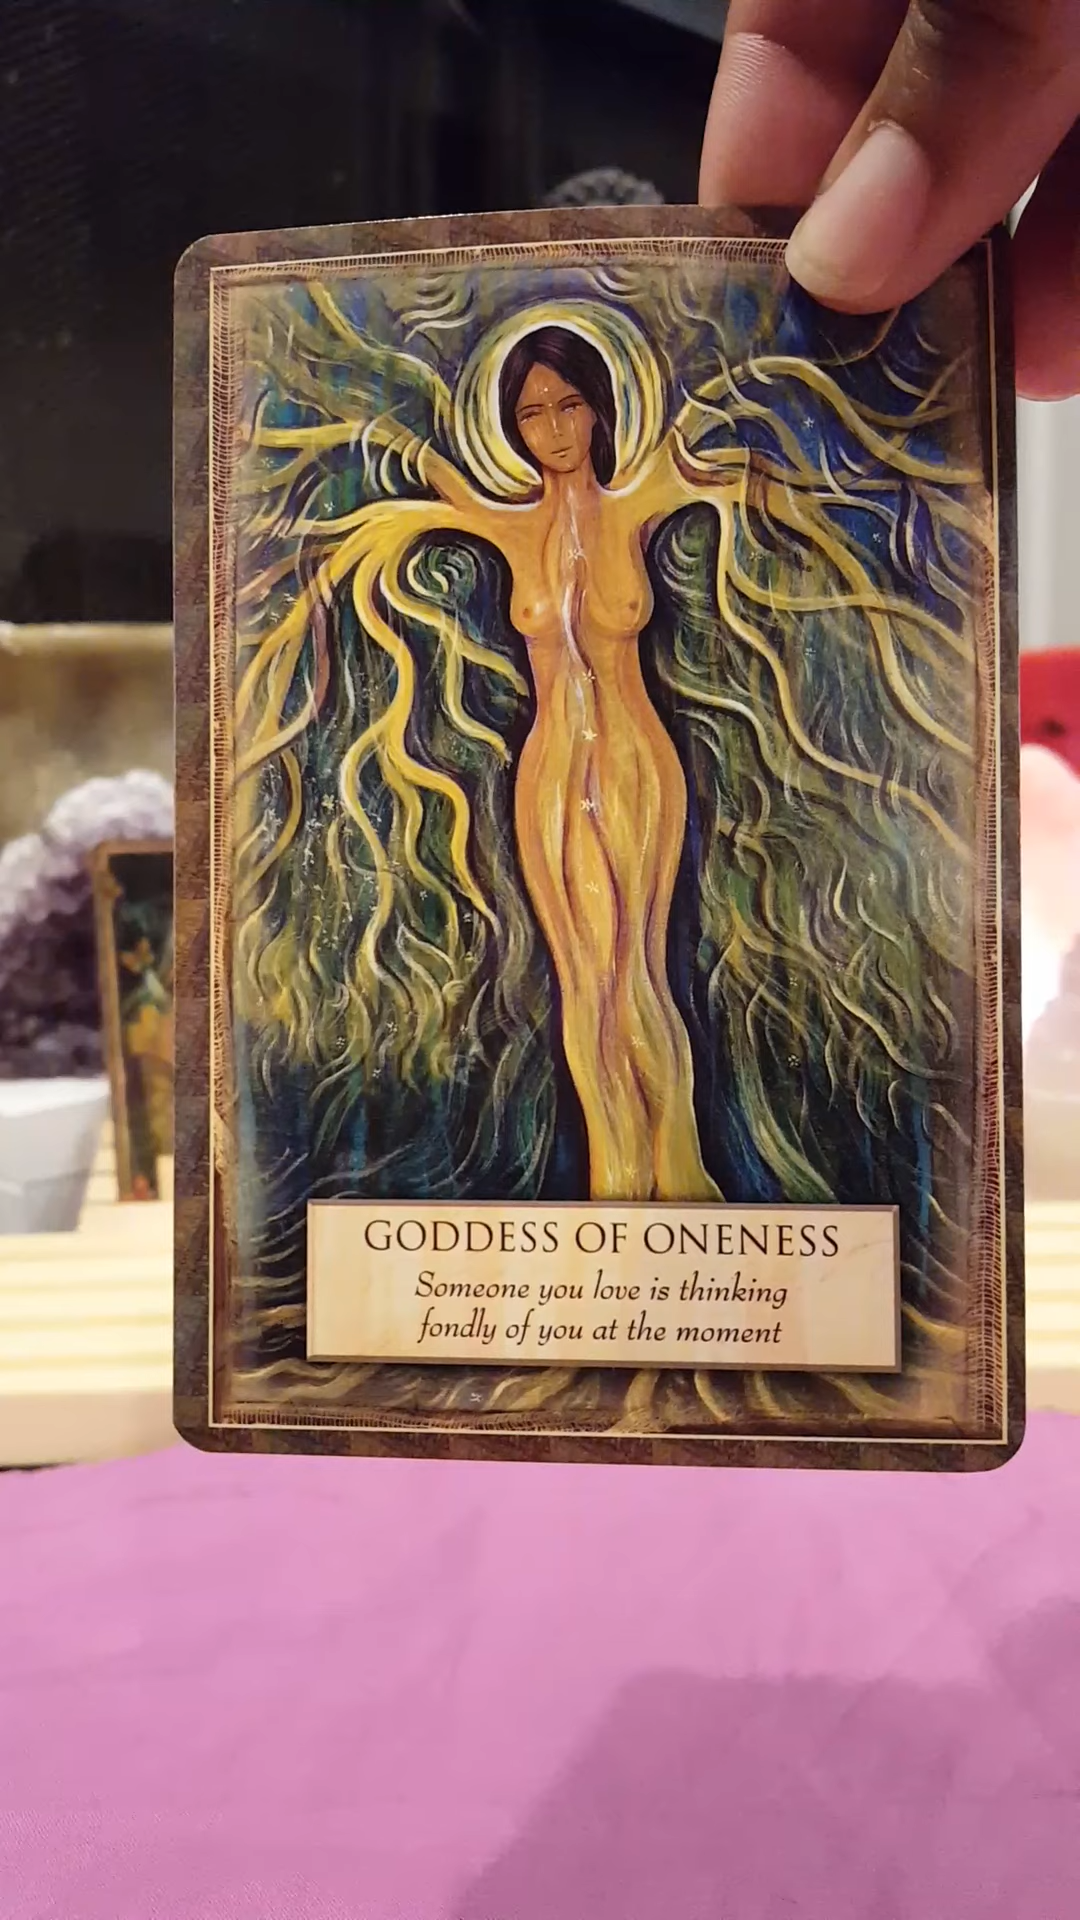 GODDESS OF ONENESS
Someone you love is thinking
fondly of you at the moment